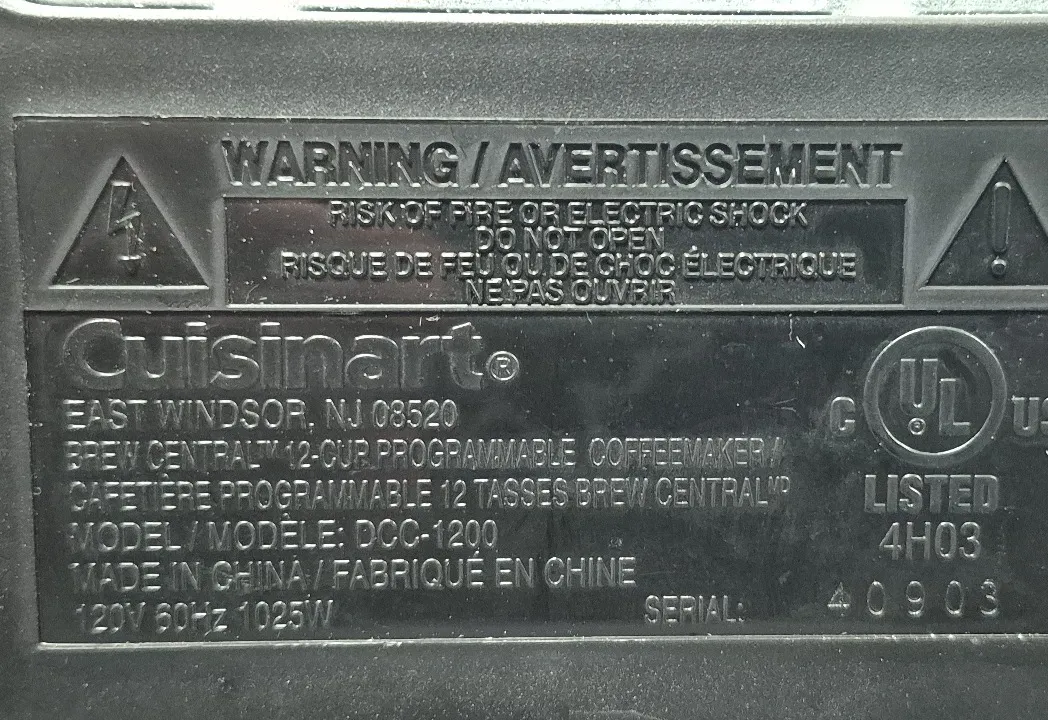 WARNING / AVERTISSEMENT
RISK OF FIRE OR ELECTRIC SHOCK
DO NOT OPEN
RISQUE DE FEU OU DE CHOC ÉLECTRIQUE
NE PAS OUVRIR
Cuisinart®
EAST WINDSOR, NJ 08520
BREW CENTRAL™ 12-CUP PROGRAMMABLE COFFEEMAKER /
CAFETIÈRE PROGRAMMABLE 12 TASSES BREW CENTRAL MD
MODEL / MODÈLE: DCC-1200
MADE IN CHINA / FABRIQUÉ EN CHINE
120V 60Hz 1025W
SERIAL: 40903
C UL® US
LISTED
4H03